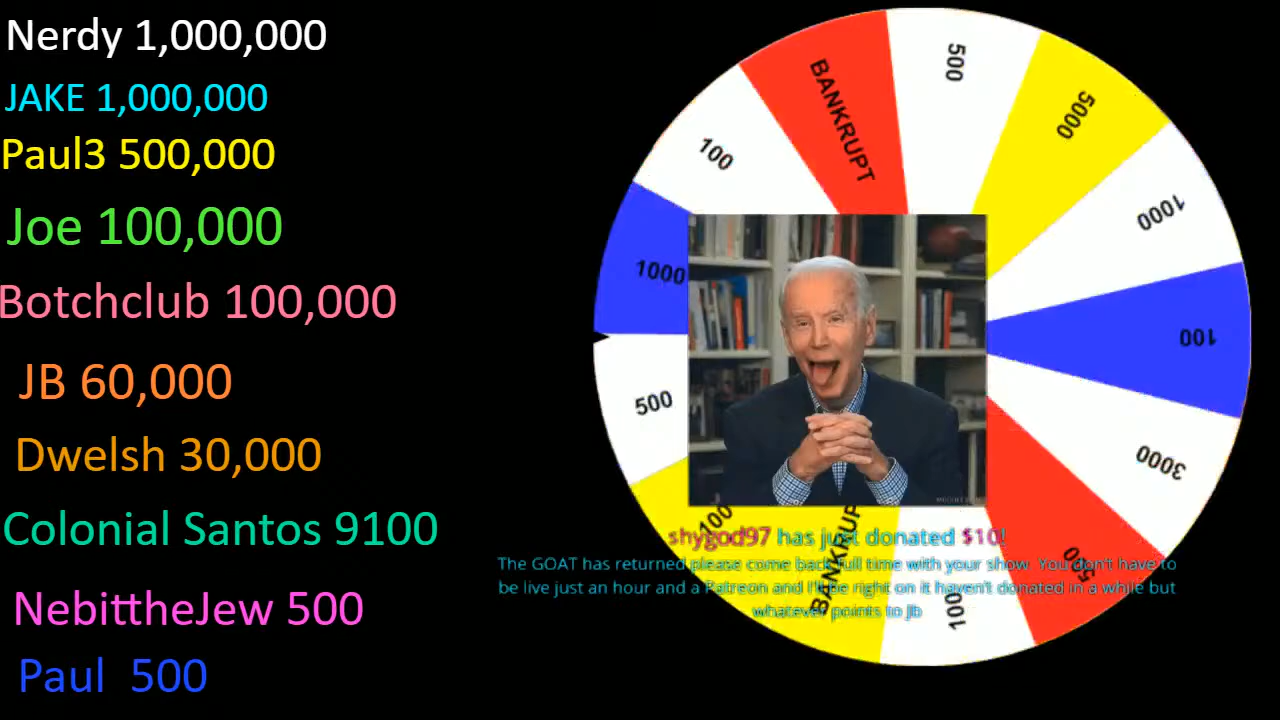 Nerdy 1,000,000
JAKE 1,000,000
Paul3 500,000
Joe 100,000
Botchclub 100,000
JB 60,000
Dwelsh 30,000
Colonial Santos 9100
NebittheJew 500
Paul 500
BANKRUPT
500
5000
1000
100
3000
500
100
BANKRUPT
100
500
1000
100
shygod97 has just donated $10!
The GOAT has returned please come back full time with your show. You don't have to
be live just an hour and a Patreon and I'll be right on it haven't donated in a while but
whatever points to Jb